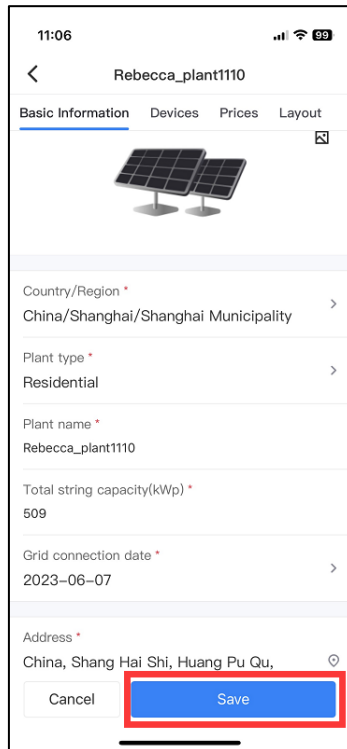 11:06
99
Rebecca_plant1110
Basic Information Devices Prices Layout
Country/Region *
China/Shanghai/Shanghai Municipality
Plant type *
Residential
Plant name *
Rebecca_plant1110
Total string capacity(kWp) *
509
Grid connection date *
2023-06-07
Address *
China, Shang Hai Shi, Huang Pu Qu,
Cancel Save